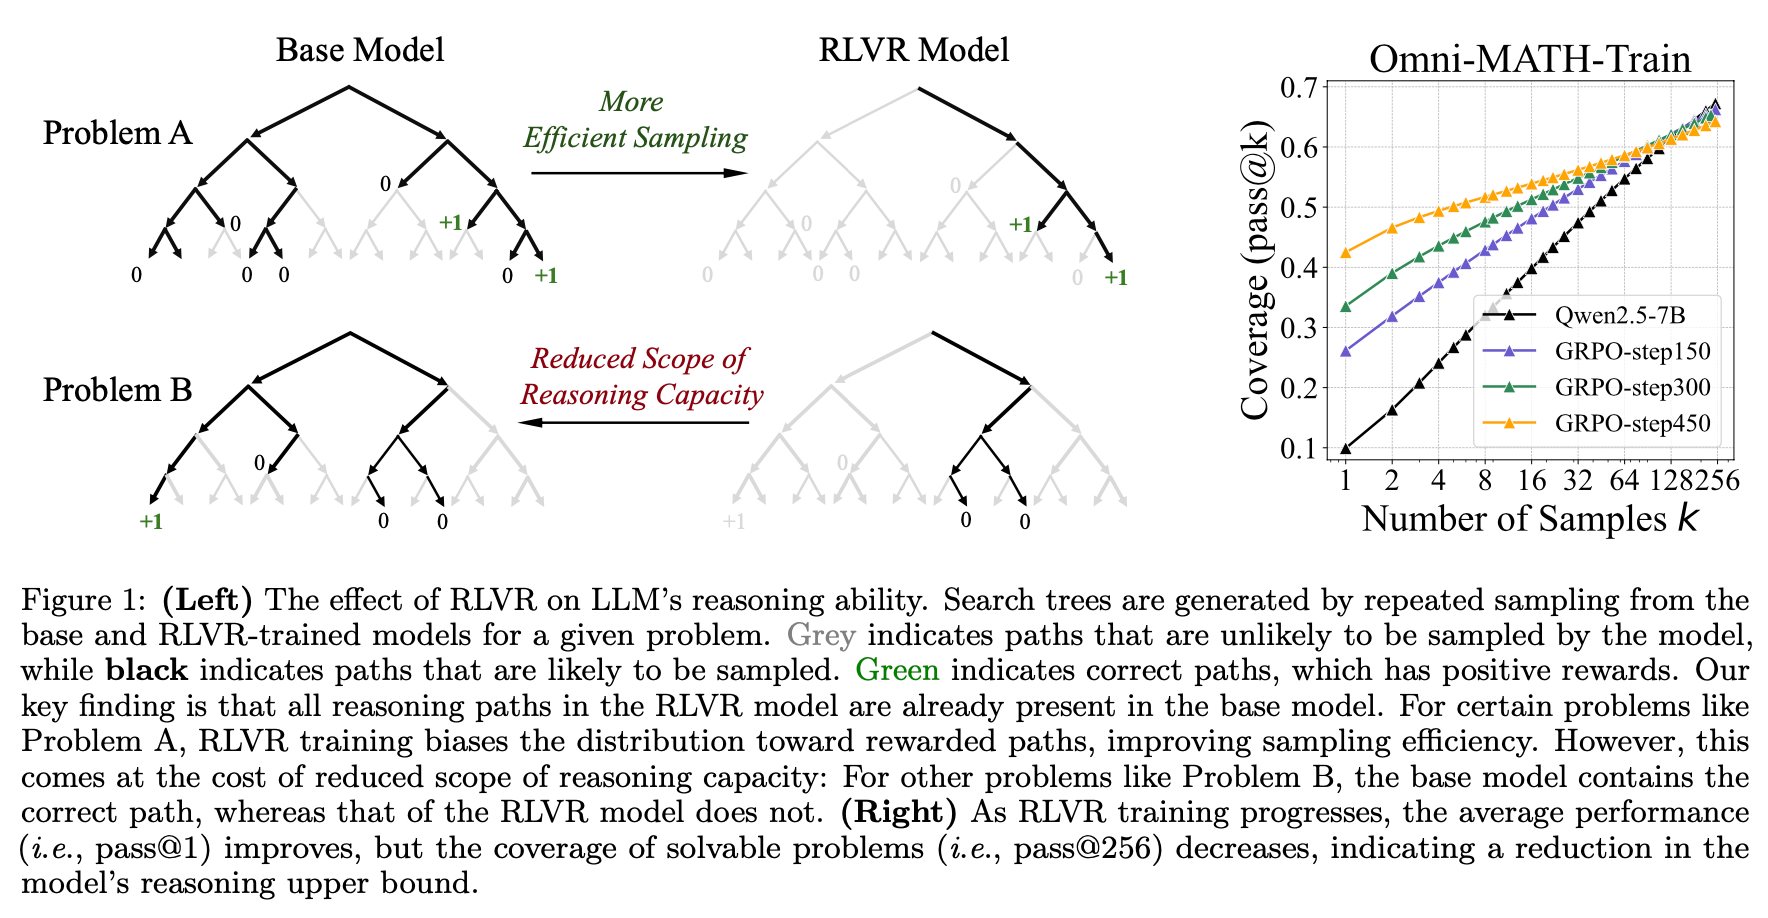 Base Model
RLVR Model
Problem A
More
Efficient Sampling
0
0
+1
0
0
0
0
+1
0
0
+1
0
0
0
0
+1
Problem B
Reduced Scope of
Reasoning Capacity
0
+1
0
0
0
+1
0
0
Omni-MATH-Train
Coverage (pass@k)
0.7
0.6
0.5
0.4
0.3
0.2
0.1
Qwen2.5-7B
GRPO-step150
GRPO-step300
GRPO-step450
1 2 4 8 16 32 64 128 256
Number of Samples k
Figure 1: (Left) The effect of RLVR on LLM's reasoning ability. Search trees are generated by repeated sampling from the
base and RLVR-trained models for a given problem. Grey indicates paths that are unlikely to be sampled by the model,
while black indicates paths that are likely to be sampled. Green indicates correct paths, which has positive rewards. Our
key finding is that all reasoning paths in the RLVR model are already present in the base model. For certain problems like
Problem A, RLVR training biases the distribution toward rewarded paths, improving sampling efficiency. However, this
comes at the cost of reduced scope of reasoning capacity: For other problems like Problem B, the base model contains the
correct path, whereas that of the RLVR model does not. (Right) As RLVR training progresses, the average performance
(i.e., pass@1) improves, but the coverage of solvable problems (i.e., pass@256) decreases, indicating a reduction in the
model's reasoning upper bound.